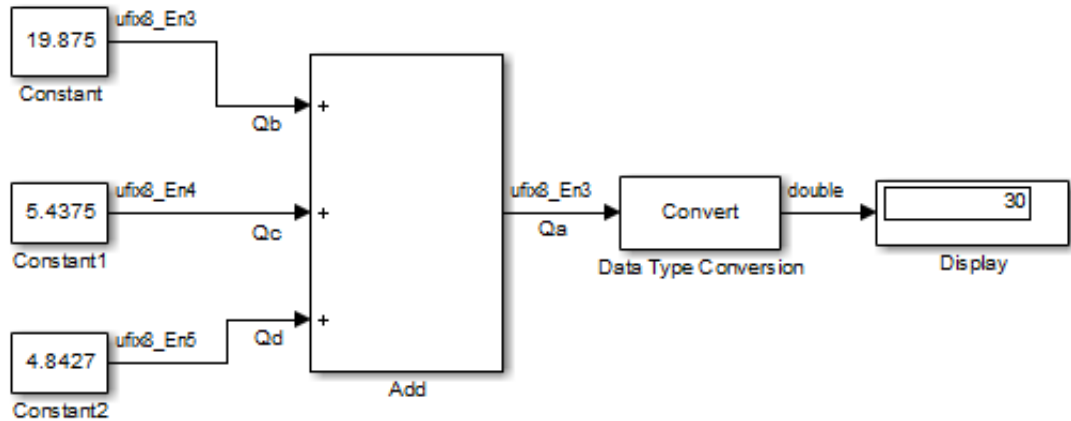 ufix8_En3
19.875
Constant
Qb
+
ufix8_En4
5.4375
Qc
+
Constant1
ufix8_En5
4.8427
Qd
+
Constant2
Add
ufix8_En3
Qa
Convert
Data Type Conversion
double
30
Display